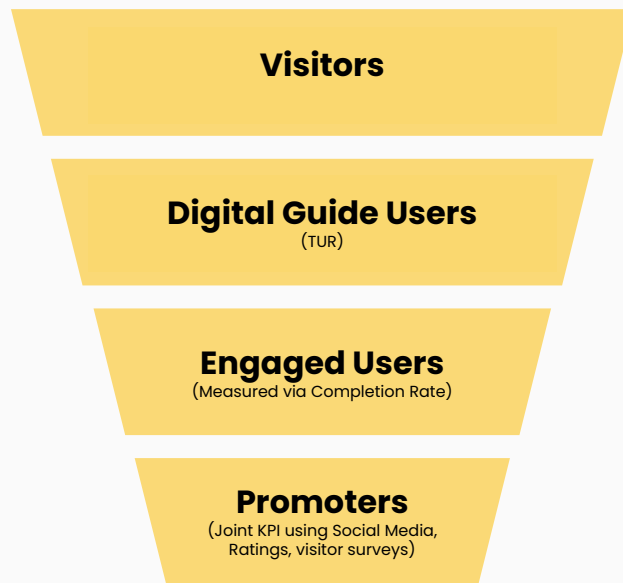 Visitors
Digital Guide Users
(TUR)
Engaged Users
(Measured via Completion Rate)
Promoters
(Joint KPI using Social Media,
Ratings, visitor surveys)